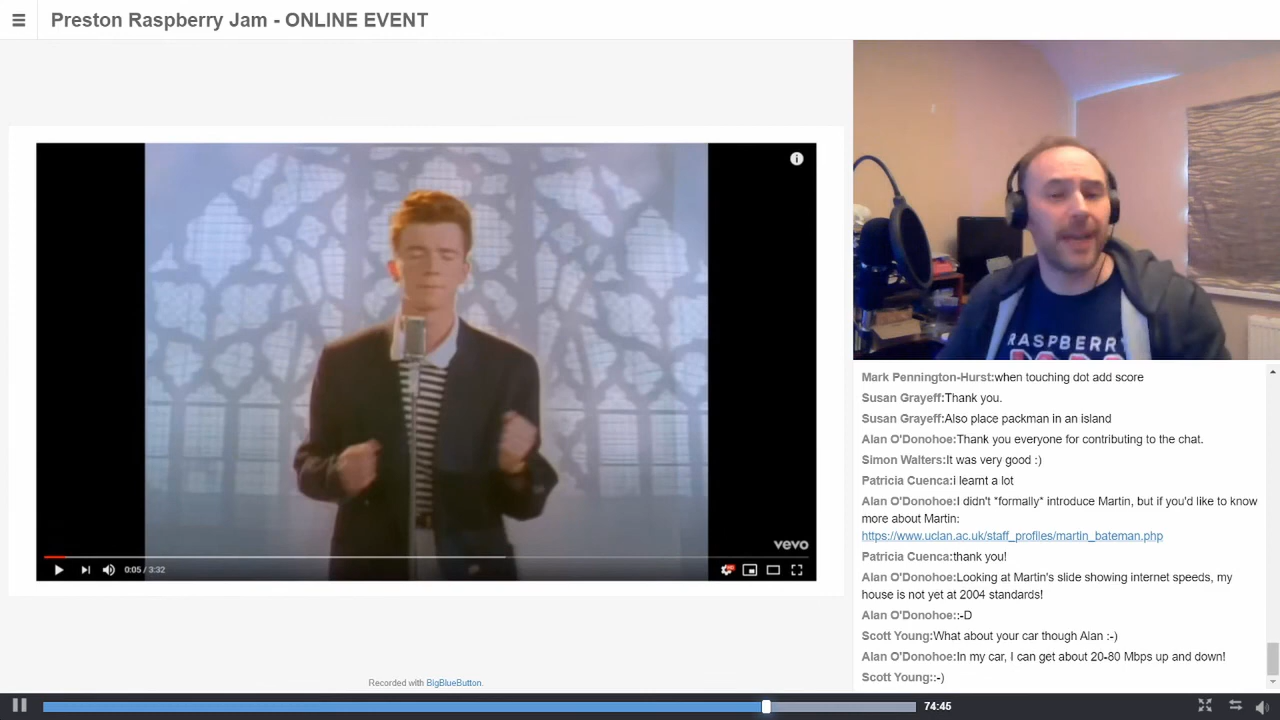 Preston Raspberry Jam - ONLINE EVENT
vevo
0:05 / 3:32
RASPBERRY
Mark Pennington-Hurst:when touching dot add score
Susan Grayeff:Thank you.
Susan Grayeff:Also place packman in an island
Alan O'Donohoe:Thank you everyone for contributing to the chat.
Simon Walters:It was very good :)
Patricia Cuenca:i learnt a lot
Alan O'Donohoe:I didn't *formally* introduce Martin, but if you'd like to know
more about Martin:
https://www.uclan.ac.uk/staff_profiles/martin_bateman.php
Patricia Cuenca:thank you!
Alan O'Donohoe:Looking at Martin's slide showing internet speeds, my
house is not yet at 2004 standards!
Alan O'Donohoe::-D
Scott Young:What about your car though Alan :-)
Alan O'Donohoe:In my car, I can get about 20-80 Mbps up and down!
Scott Young::-)
Recorded with BigBlueButton.
74:45